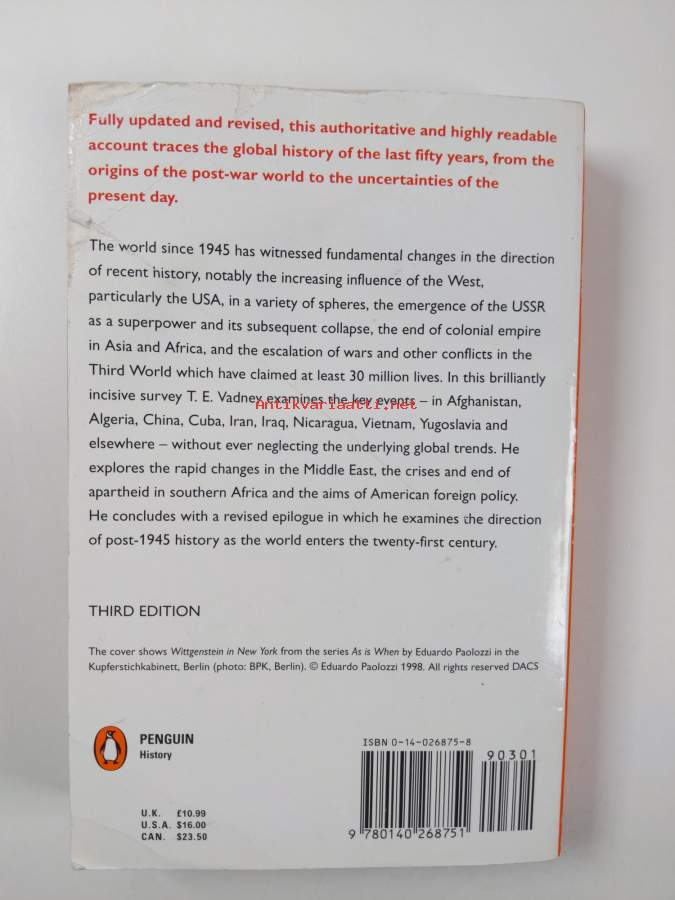 Fully updated and revised, this authoritative and highly readable
account traces the global history of the last fifty years, from the
origins of the post-war world to the uncertainties of the
present day.
The world since 1945 has witnessed fundamental changes in the direction
of recent history, notably the increasing influence of the West,
particularly the USA, in a variety of spheres, the emergence of the USSR
as a superpower and its subsequent collapse, the end of colonial empire
in Asia and Africa, and the escalation of wars and other conflicts in the
Third World which have claimed at least 30 million lives. In this brilliantly
incisive survey T. E. Vadney examines the key events – in Afghanistan,
Antikvariaatti.net
Algeria, China, Cuba, Iran, Iraq, Nicaragua, Vietnam, Yugoslavia and
elsewhere – without ever neglecting the underlying global trends. He
explores the rapid changes in the Middle East, the crises and end of
apartheid in southern Africa and the aims of American foreign policy.
He concludes with a revised epilogue in which he examines the direction
of post-1945 history as the world enters the twenty-first century.
THIRD EDITION
The cover shows Wittgenstein in New York from the series As is When by Eduardo Paolozzi in the
Kupferstichkabinett, Berlin (photo: BPK, Berlin). © Eduardo Paolozzi 1998. All rights reserved DACS
PENGUIN
History
U.K. £10.99
U.S.A. $16.00
CAN. $23.50
ISBN 0-14-026875-8
90301
9 780140 268751